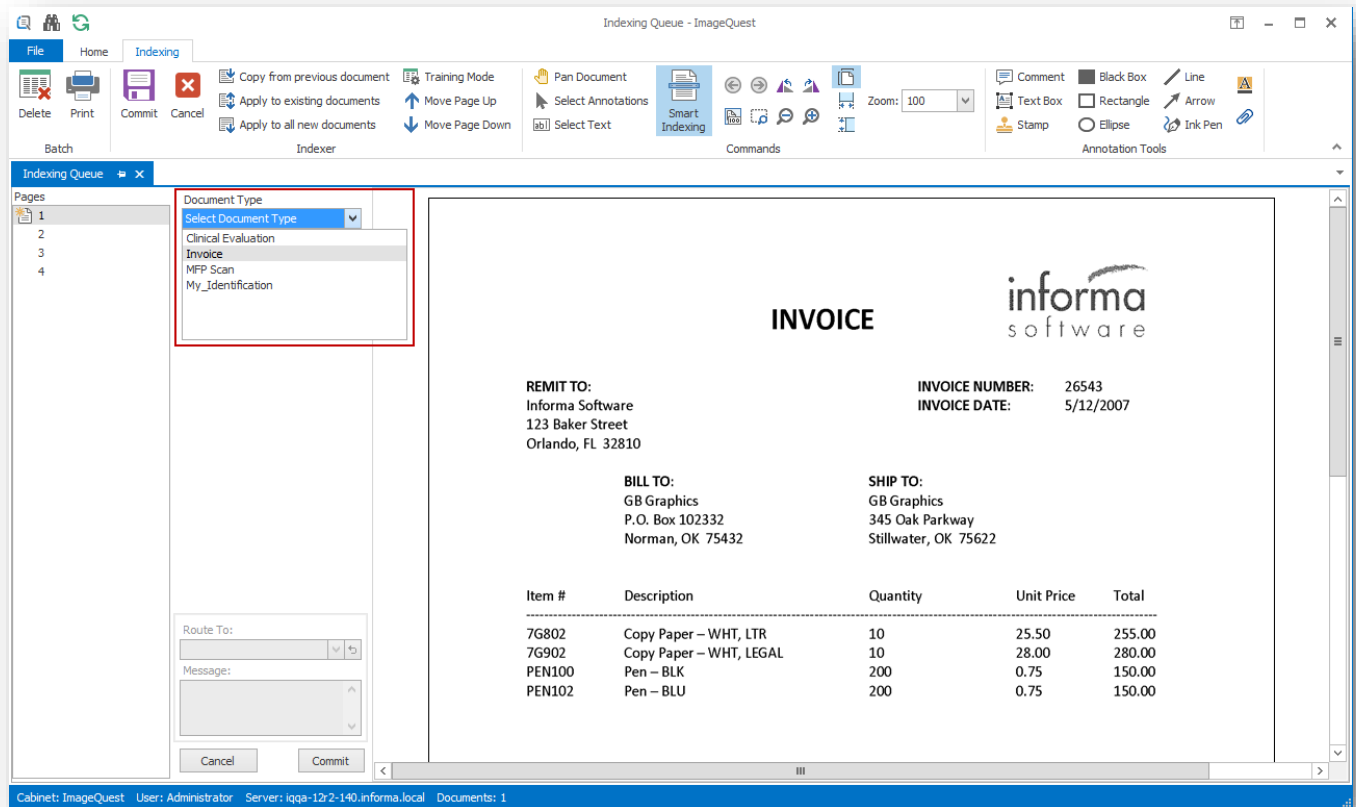 Indexing Queue - ImageQuest
File Home Indexing
Delete Print Commit Cancel
Copy from previous document
Apply to existing documents
Apply to all new documents
Training Mode
Move Page Up
Move Page Down
Pan Document
Select Annotations
Select Text
Smart
Indexing
Zoom: 100
Comment
Text Box
Stamp
Black Box
Rectangle
Ellipse
Line
Arrow
Ink Pen
Batch Indexer Commands Annotation Tools
Indexing Queue
Pages
1
2
3
4
Document Type
Select Document Type
Clinical Evaluation
Invoice
MFP Scan
My_Identification
Route To:
Message:
Cancel Commit
informa
software
INVOICE
REMIT TO:
Informa Software
123 Baker Street
Orlando, FL 32810
INVOICE NUMBER: 26543
INVOICE DATE: 5/12/2007
BILL TO:
GB Graphics
P.O. Box 102332
Norman, OK 75432
SHIP TO:
GB Graphics
345 Oak Parkway
Stillwater, OK 75622
Item # Description Quantity Unit Price Total
7G802 Copy Paper – WHT, LTR 10 25.50 255.00
7G902 Copy Paper – WHT, LEGAL 10 28.00 280.00
PEN100 Pen – BLK 200 0.75 150.00
PEN102 Pen – BLU 200 0.75 150.00
Cabinet: ImageQuest User: Administrator Server: iqqa-12r2-140.informa.local Documents: 1